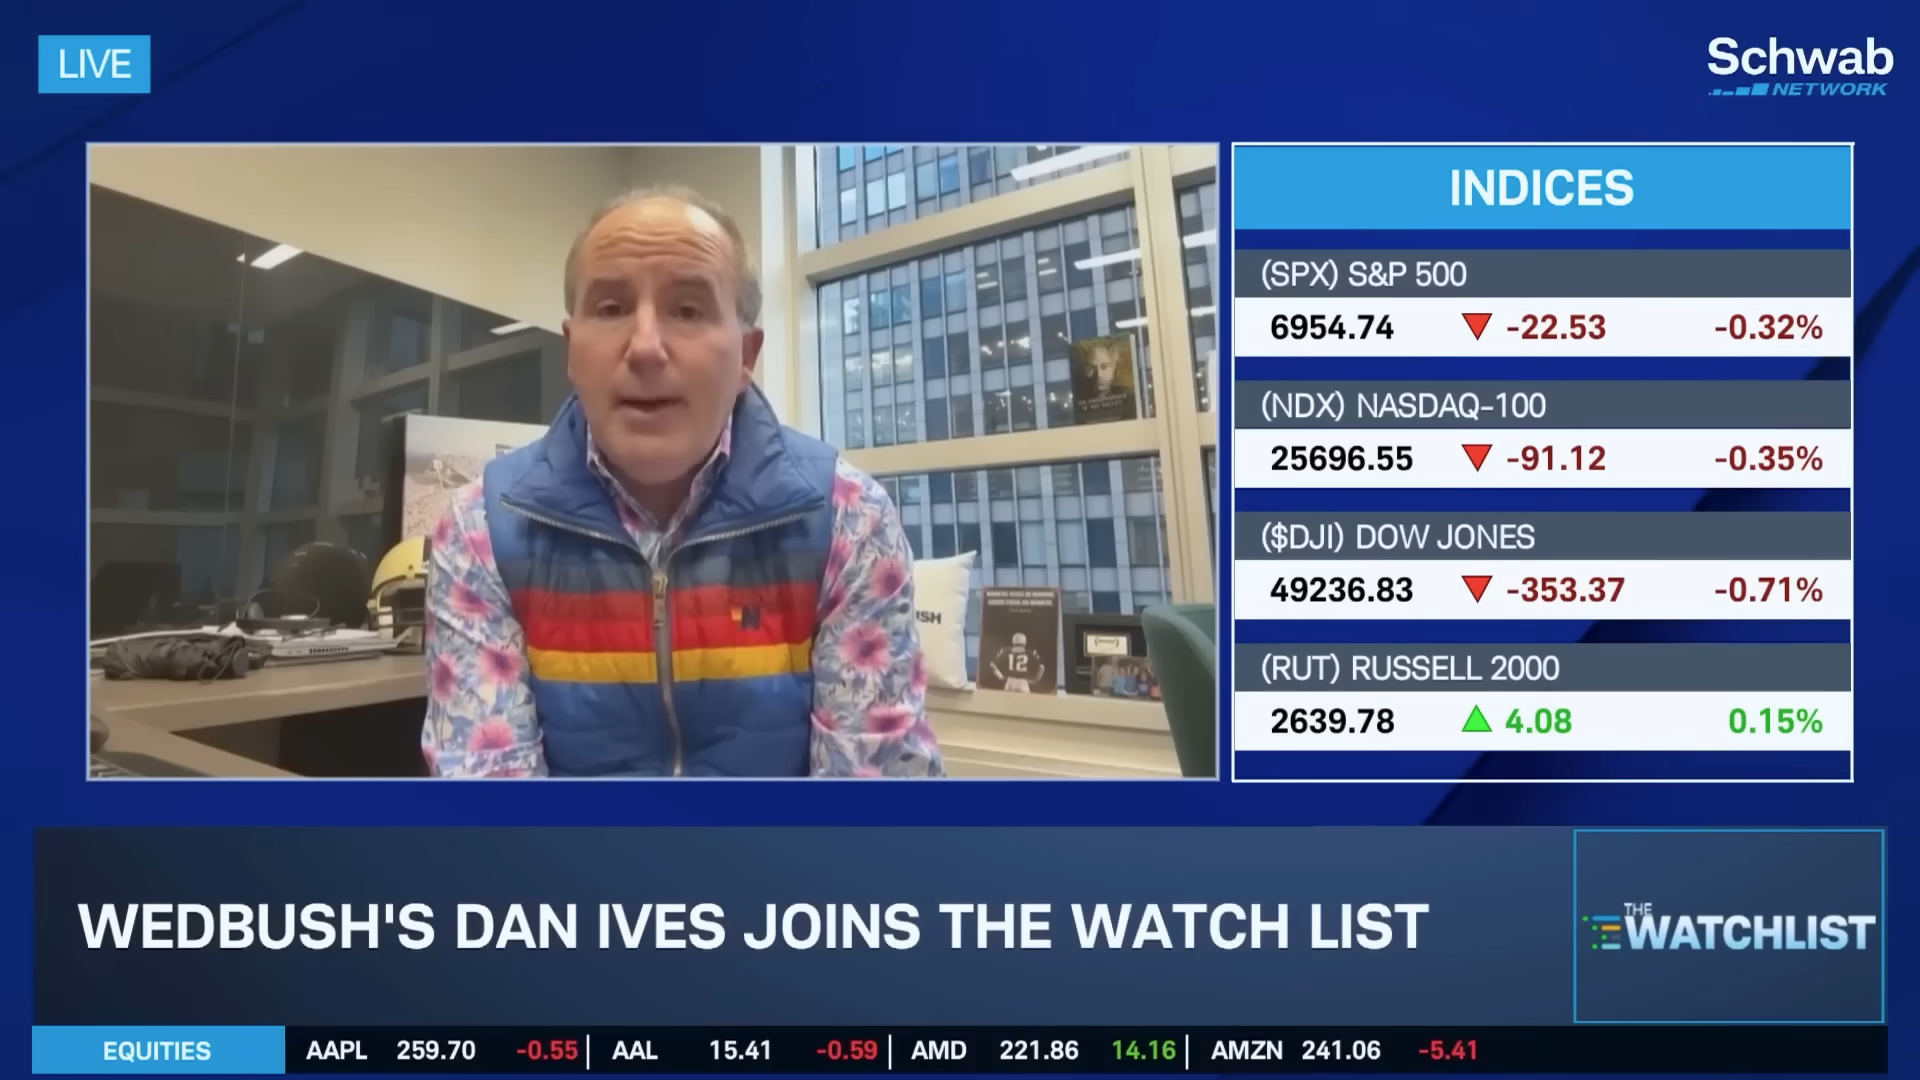 LIVE
Schwab
NETWORK
INDICES
(SPX) S&P 500
6954.74 ▼ -22.53 -0.32%
(NDX) NASDAQ-100
25696.55 ▼ -91.12 -0.35%
($DJI) DOW JONES
49236.83 ▼ -353.37 -0.71%
(RUT) RUSSELL 2000
2639.78 ▲ 4.08 0.15%
ISH
12
WEDBUSH'S DAN IVES JOINS THE WATCH LIST
THE
WATCHLIST
EQUITIES AAPL 259.70 -0.55 AAL 15.41 -0.59 AMD 221.86 14.16 AMZN 241.06 -5.41